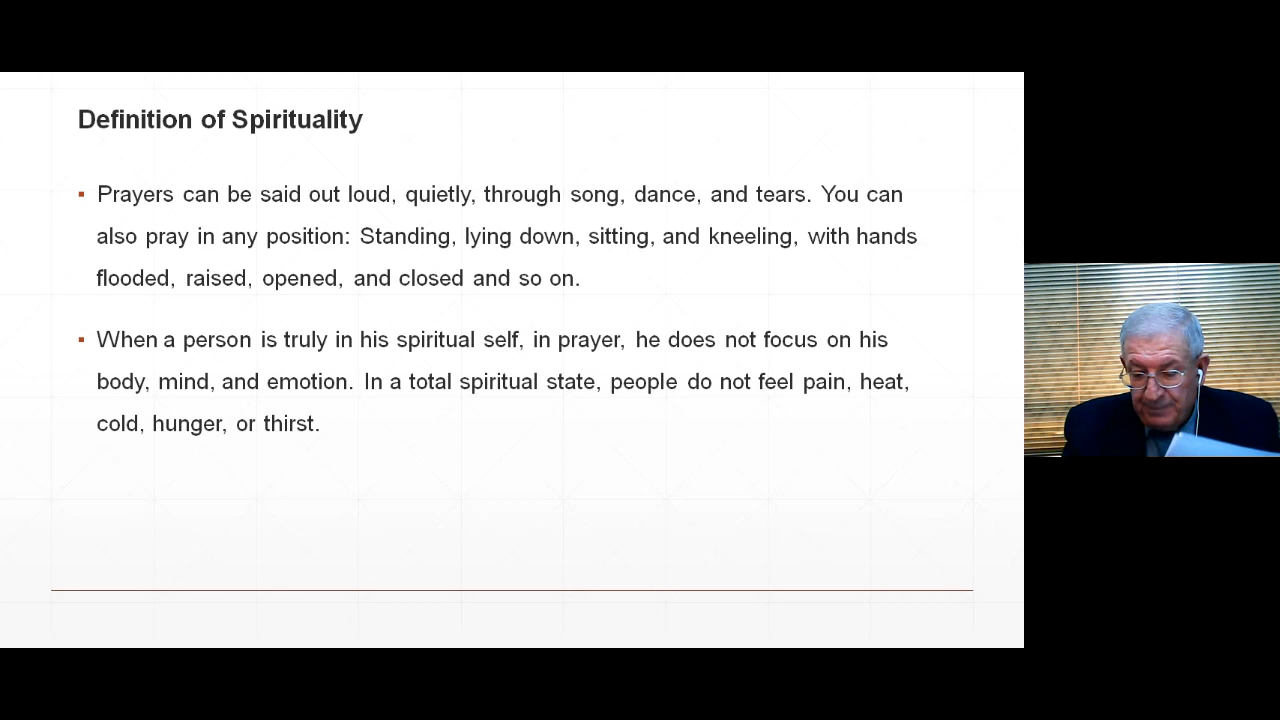 Definition of Spirituality
▪ Prayers can be said out loud, quietly, through song, dance, and tears. You can
also pray in any position: Standing, lying down, sitting, and kneeling, with hands
flooded, raised, opened, and closed and so on.
▪ When a person is truly in his spiritual self, in prayer, he does not focus on his
body, mind, and emotion. In a total spiritual state, people do not feel pain, heat,
cold, hunger, or thirst.